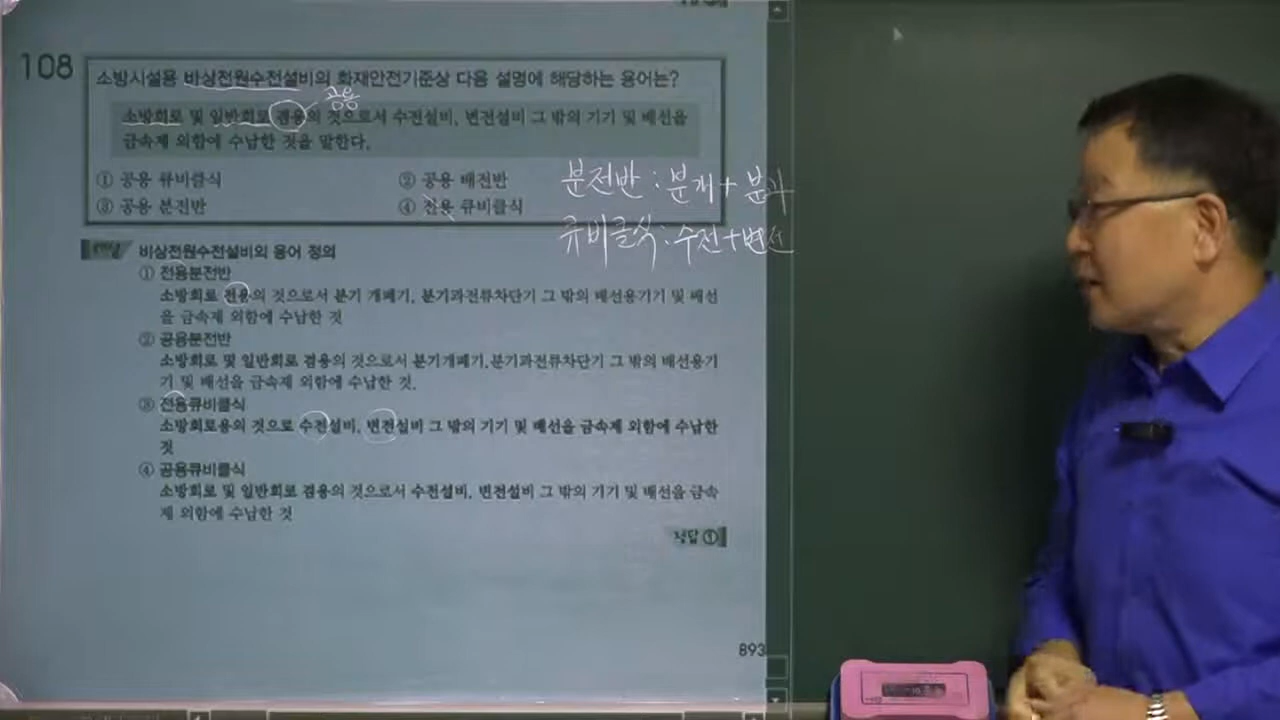 108
소방시설용 비상전원수전설비의 화재안전기준상 다음 설명에 해당하는 용어는?
공용
소방회로 및 일반회로 겸용의 것으로서 수전설비, 변전설비 그 밖의 기기 및 배선을
금속제 외함에 수납한 것을 말한다.
① 공용 큐비클식 ② 공용 배전반
③ 공용 분전반 ④ 전용 큐비클식
분전반 : 분개 + 분과
큐비클식 : 수전 + 변전
해설 비상전원수전설비의 용어 정의
① 전용분전반
소방회로 전용의 것으로서 분기 개폐기, 분기과전류차단기 그 밖의 배선용기기 및 배선
을 금속제 외함에 수납한 것
② 공용분전반
소방회로 및 일반회로 겸용의 것으로서 분기개폐기,분기과전류차단기 그 밖의 배선용기
기 및 배선을 금속제 외함에 수납한 것.
③ 전용큐비클식
소방회로용의 것으로 수전설비, 변전설비 그 밖의 기기 및 배선을 금속제 외함에 수납한
것
④ 공용큐비클식
소방회로 및 일반회로 겸용의 것으로서 수전설비, 변전설비 그 밖의 기기 및 배선을 금속
제 외함에 수납한 것
정답 ①
893